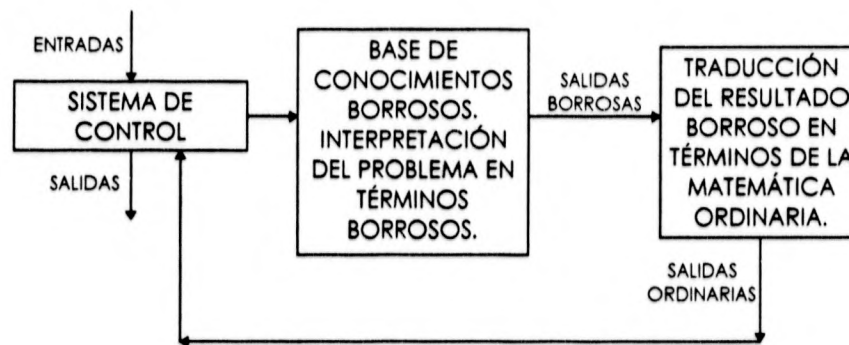 ENTRADAS
SISTEMA DE
CONTROL
SALIDAS
BASE DE
CONOCIMIENTOS
BORROSOS.
INTERPRETACIÓN
DEL PROBLEMA EN
TÉRMINOS
BORROSOS.
SALIDAS
BORROSAS
TRADUCCIÓN
DEL RESULTADO
BORROSO EN
TÉRMINOS DE LA
MATEMÁTICA
ORDINARIA.
SALIDAS
ORDINARIAS